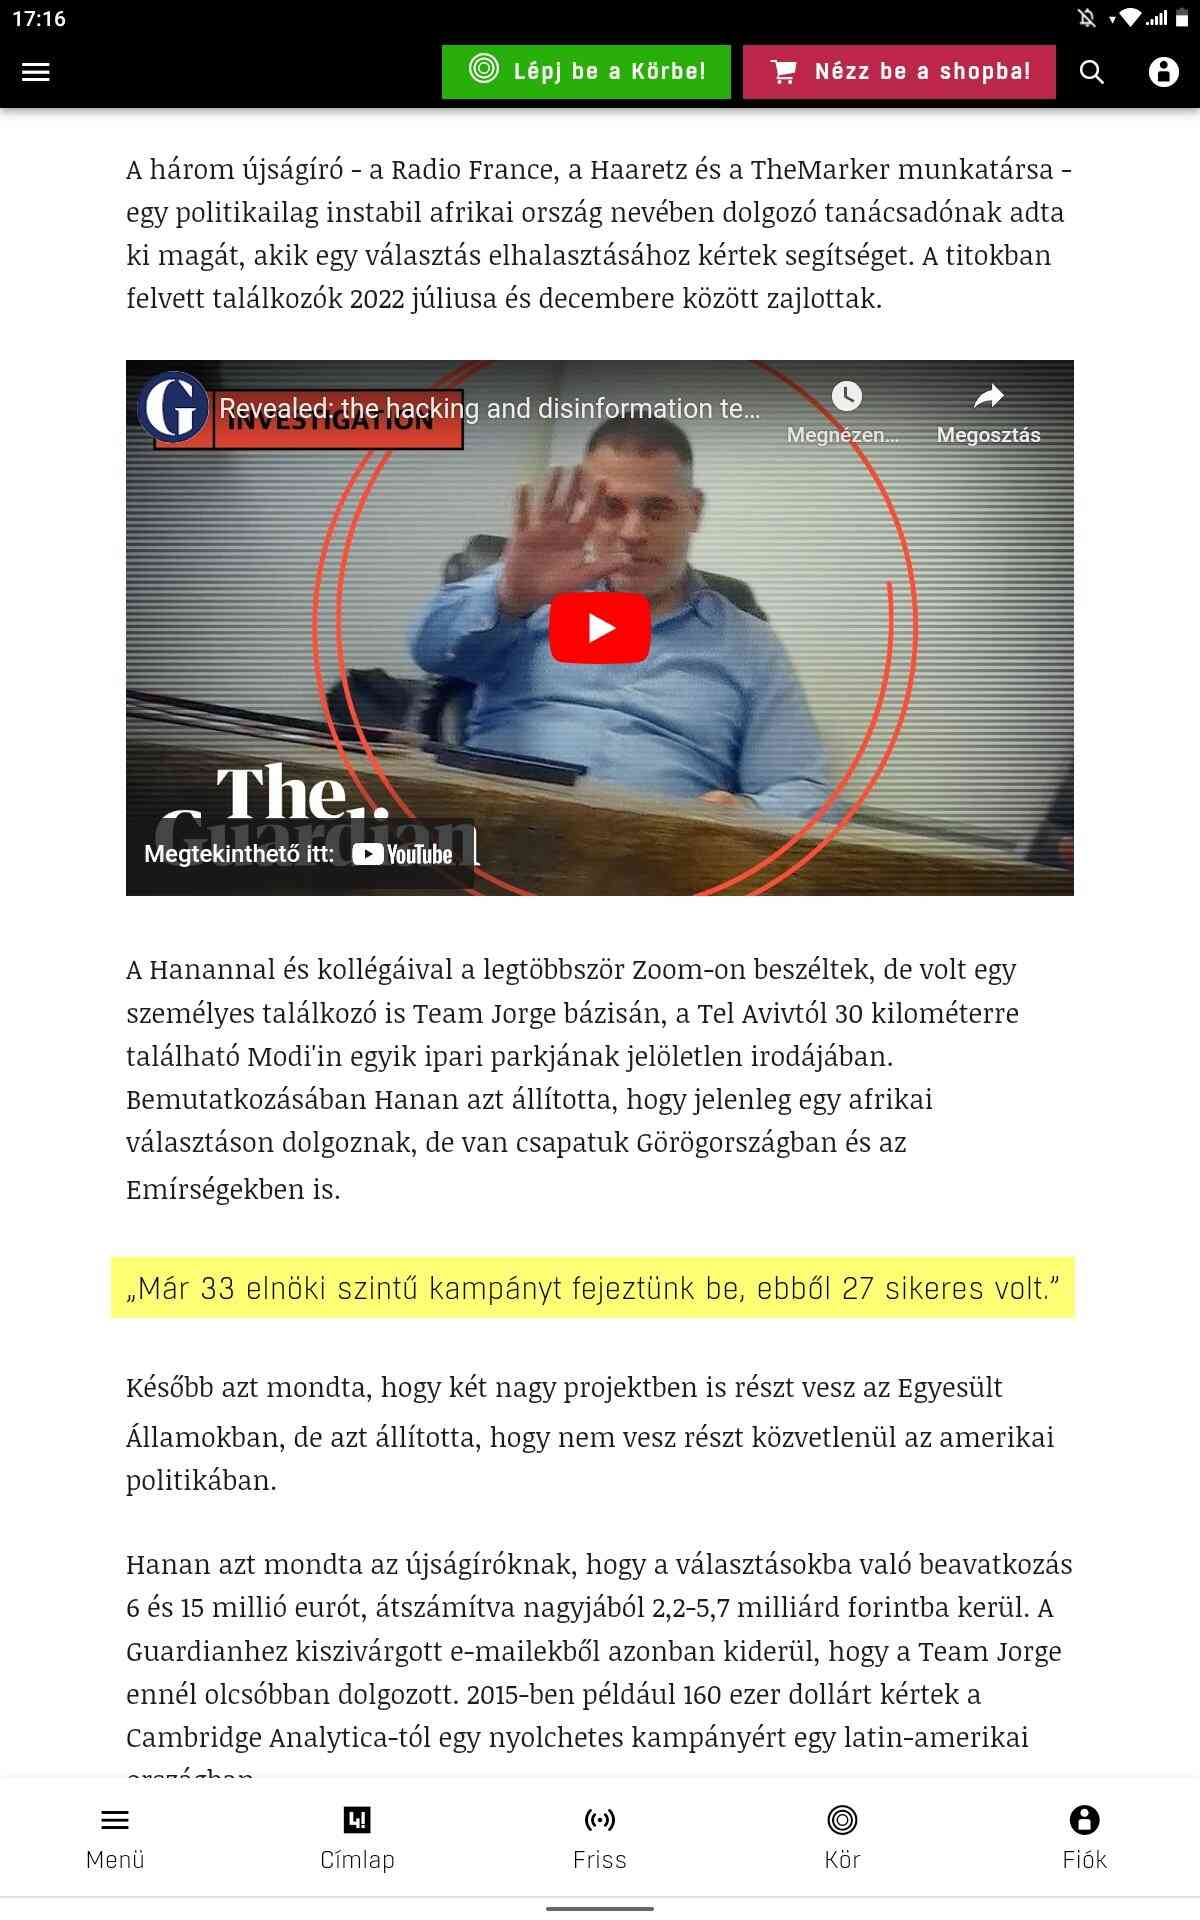 17:16
Lépj be a Körbe!
Nézz be a shopba!
A három újságíró - a Radio France, a Haaretz és a TheMarker munkatársa -
egy politikailag instabil afrikai ország nevében dolgozó tanácsadónak adta
ki magát, akik egy választás elhalasztásához kértek segítséget. A titokban
felvett találkozók 2022 júliusa és decembere között zajlottak.
G
Revealed: the hacking and disinformation te...
INVESTIGATION
Megnézen...
Megosztás
The
Guardian
Megtekinthető itt: YouTube
A Hanannal és kollégáival a legtöbbször Zoom-on beszéltek, de volt egy
személyes találkozó is Team Jorge bázisán, a Tel Avivtól 30 kilométerre
található Modi'in egyik ipari parkjának jelöletlen irodájában.
Bemutatkozásában Hanan azt állította, hogy jelenleg egy afrikai
választáson dolgoznak, de van csapatuk Görögországban és az
Emírségekben is.
„Már 33 elnöki szintű kampányt fejeztünk be, ebből 27 sikeres volt.”
Később azt mondta, hogy két nagy projektben is részt vesz az Egyesült
Államokban, de azt állította, hogy nem vesz részt közvetlenül az amerikai
politikában.
Hanan azt mondta az újságíróknak, hogy a választásokba való beavatkozás
6 és 15 millió eurót, átszámítva nagyjából 2,2-5,7 milliárd forintba kerül. A
Guardianhez kiszivárgott e-mailekből azonban kiderül, hogy a Team Jorge
ennél olcsóbban dolgozott. 2015-ben például 160 ezer dollárt kértek a
Cambridge Analytica-tól egy nyolchetes kampányért egy latin-amerikai
országban.
4!
Menü
Címlap
Friss
Kör
Fiók